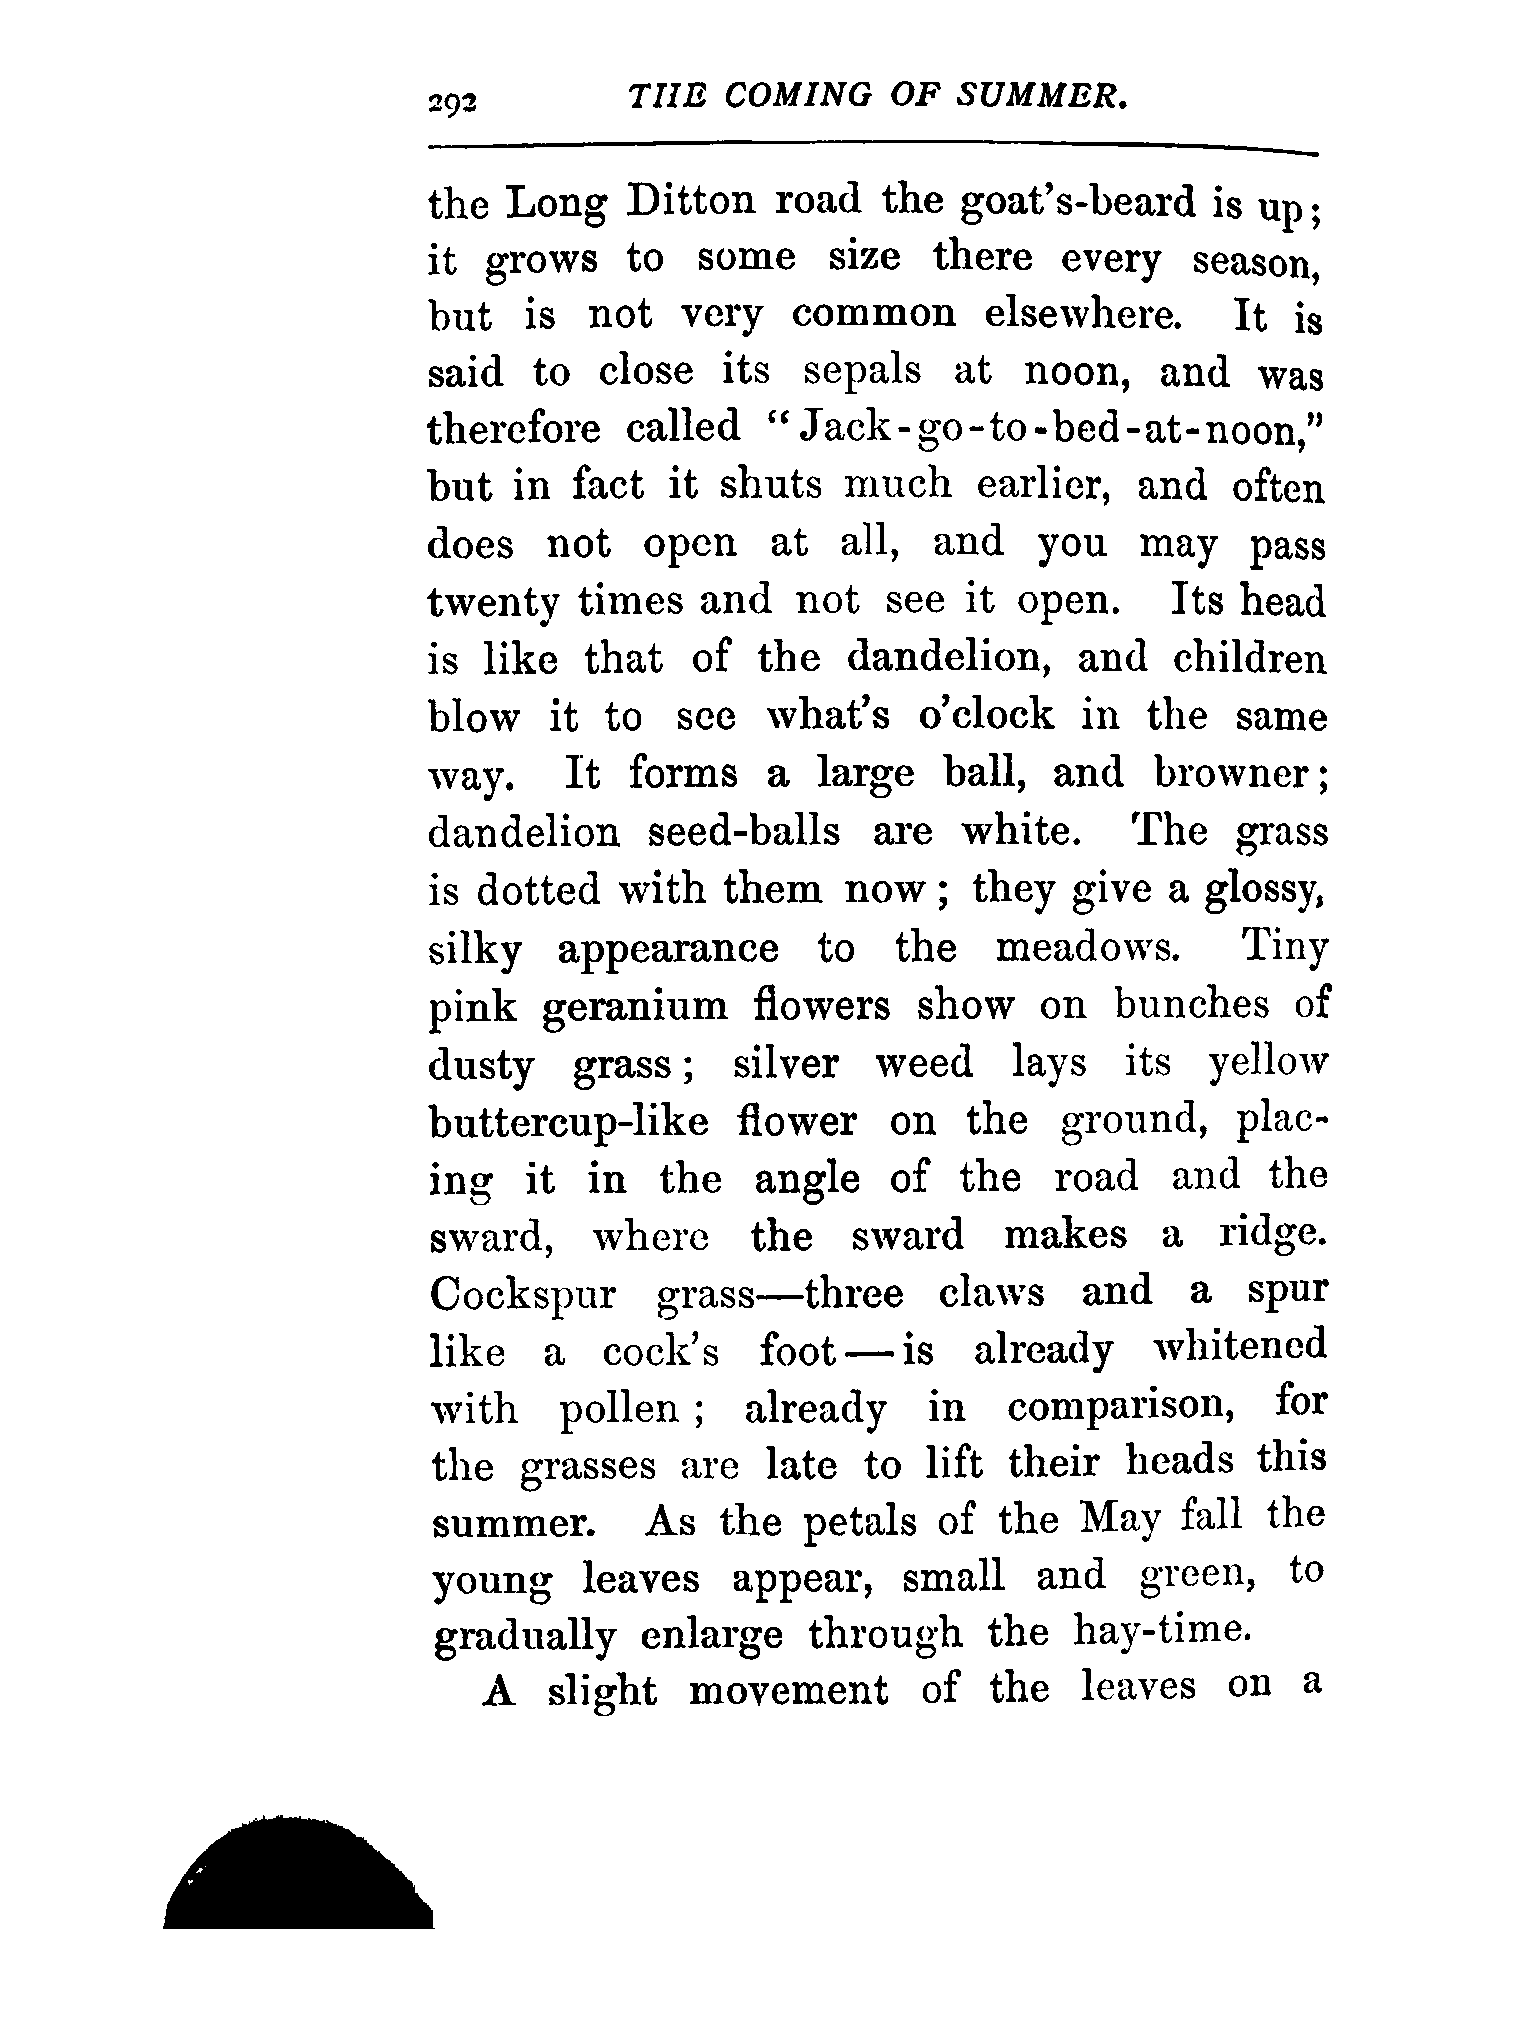 292 THE COMING OF SUMMER.
the Long Ditton road the goat's-beard is up;
it grows to some size there every season,
but is not very common elsewhere. It is
said to close its sepals at noon, and was
therefore called "Jack-go-to-bed-at-noon,"
but in fact it shuts much earlier, and often
does not open at all, and you may pass
twenty times and not see it open. Its head
is like that of the dandelion, and children
blow it to see what's o'clock in the same
way. It forms a large ball, and browner;
dandelion seed-balls are white. The grass
is dotted with them now; they give a glossy,
silky appearance to the meadows. Tiny
pink geranium flowers show on bunches of
dusty grass; silver weed lays its yellow
buttercup-like flower on the ground, plac-
ing it in the angle of the road and the
sward, where the sward makes a ridge.
Cockspur grass—three claws and a spur
like a cock's foot—is already whitened
with pollen; already in comparison, for
the grasses are late to lift their heads this
summer. As the petals of the May fall the
young leaves appear, small and green, to
gradually enlarge through the hay-time.
A slight movement of the leaves on a